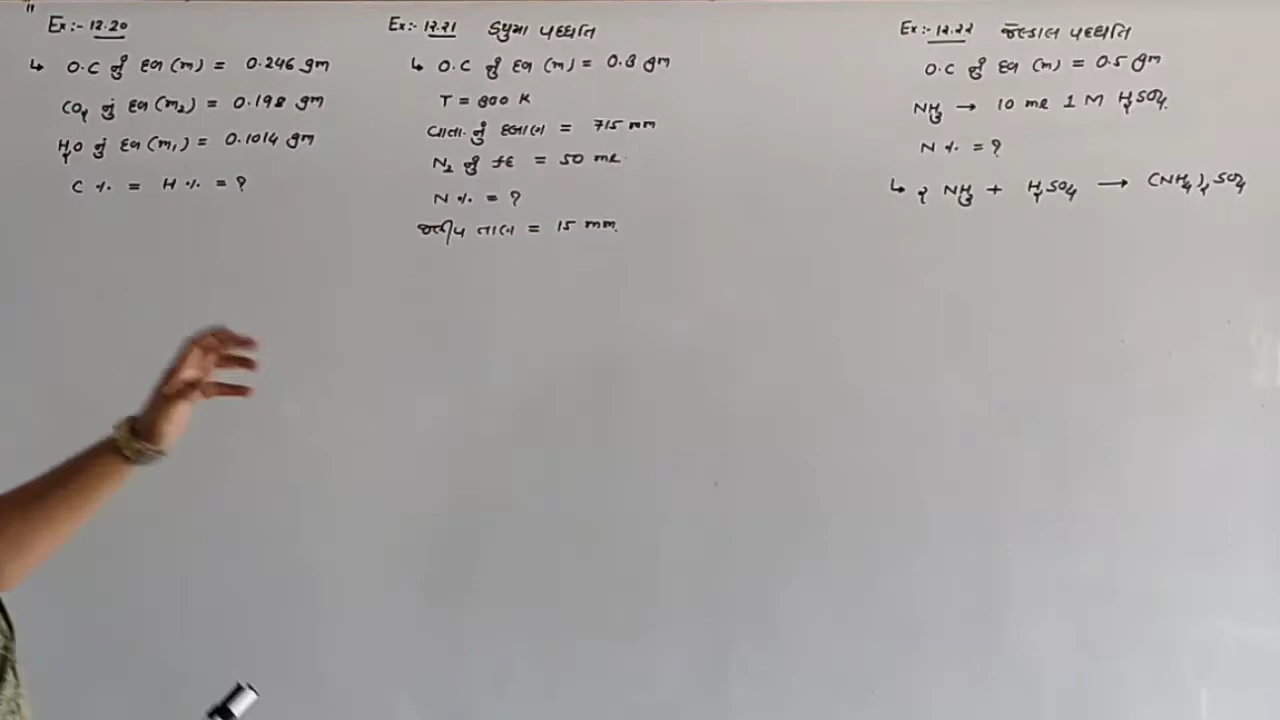 Ex:- 12.20
↳ O.C નું દળ (m) = 0.246 gm
CO2 નું દળ (m2) = 0.198 gm
H2O નું દળ (m1) = 0.1014 gm
C % = H % = ?
Ex:- 12.21 ડયુમા પદ્ધતિ
↳ O.C નું દળ (m) = 0.3 gm
T = 300 K
વાતા. નું દબાણ = 715 mm
N2 નું કદ = 50 ml
N % = ?
જલીય તાણ = 15 mm.
Ex:- 12.22 જેલ્ડાલ પદ્ધતિ
O.C નું દળ (m) = 0.5 gm
NH3 → 10 ml 1 M H2SO4
N % = ?
↳ 2 NH3 + H2SO4 → (NH4)2SO4